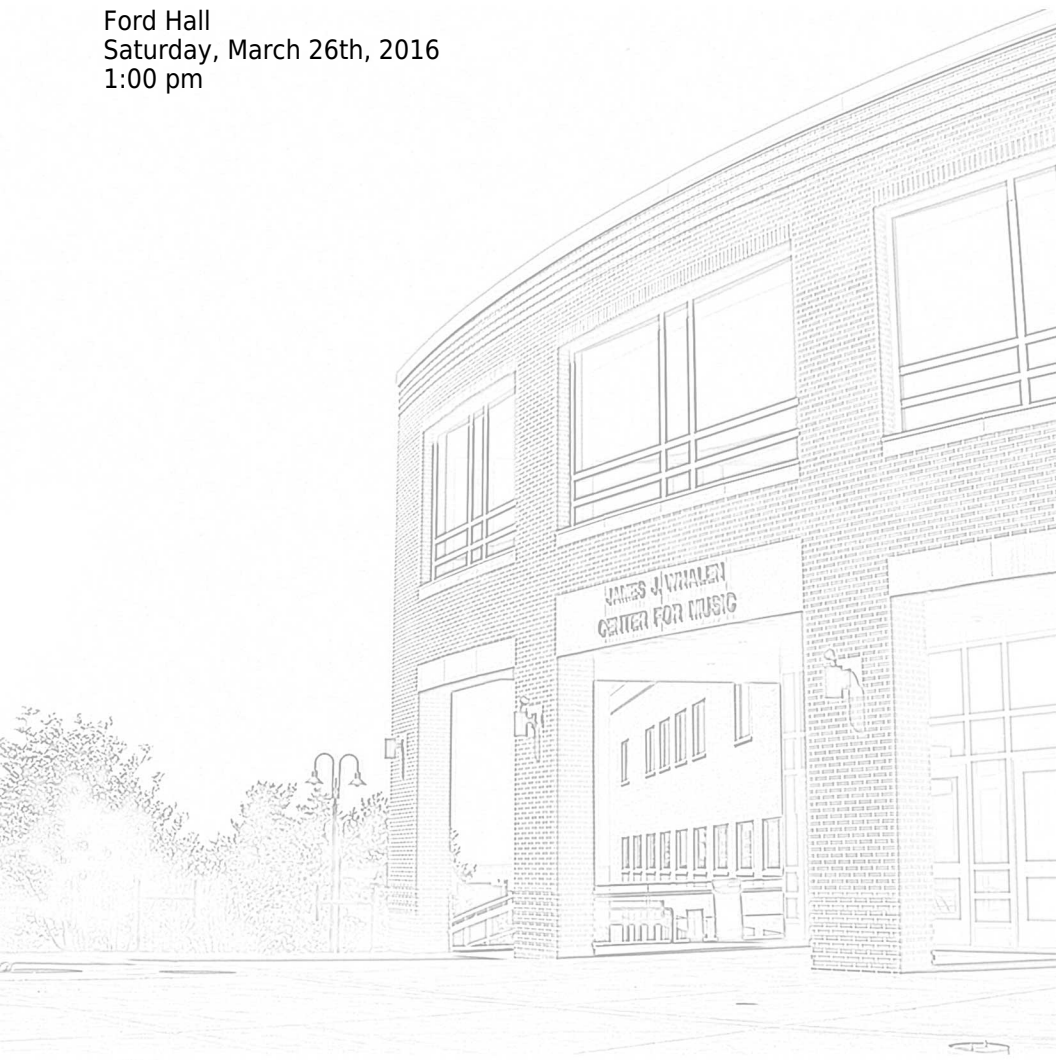 Ford Hall
Saturday, March 26th, 2016
1:00 pm
JAMES J. WHALEN
CENTER FOR MUSIC